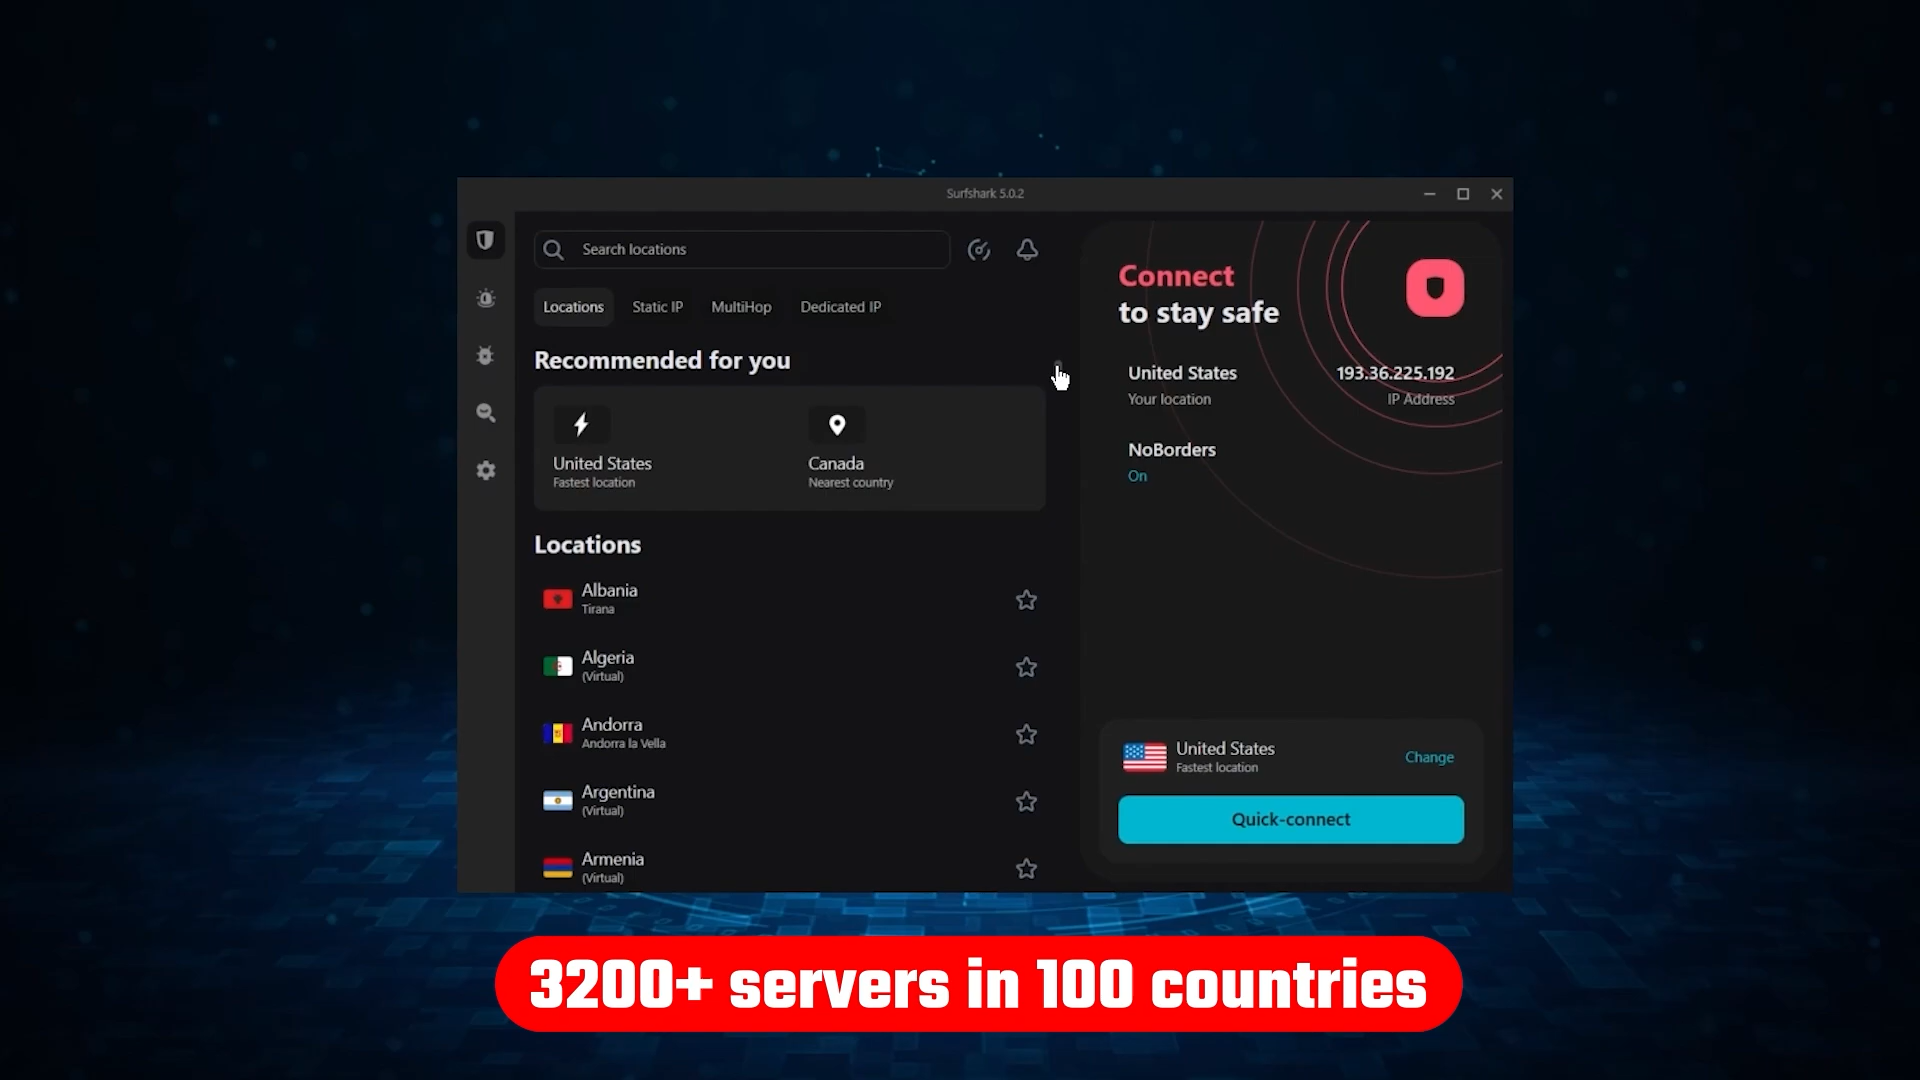 Surfshark 5.0.2
Search locations
Locations
Static IP
MultiHop
Dedicated IP
Recommended for you
United States
Fastest location
Canada
Nearest country
Locations
Albania
Tirana
Algeria
(Virtual)
Andorra
Andorra la Vella
Argentina
(Virtual)
Armenia
(Virtual)
Connect
to stay safe
United States
193.36.225.192
Your location
IP Address
NoBorders
On
United States
Fastest location
Change
Quick-connect
3200+ servers in 100 countries